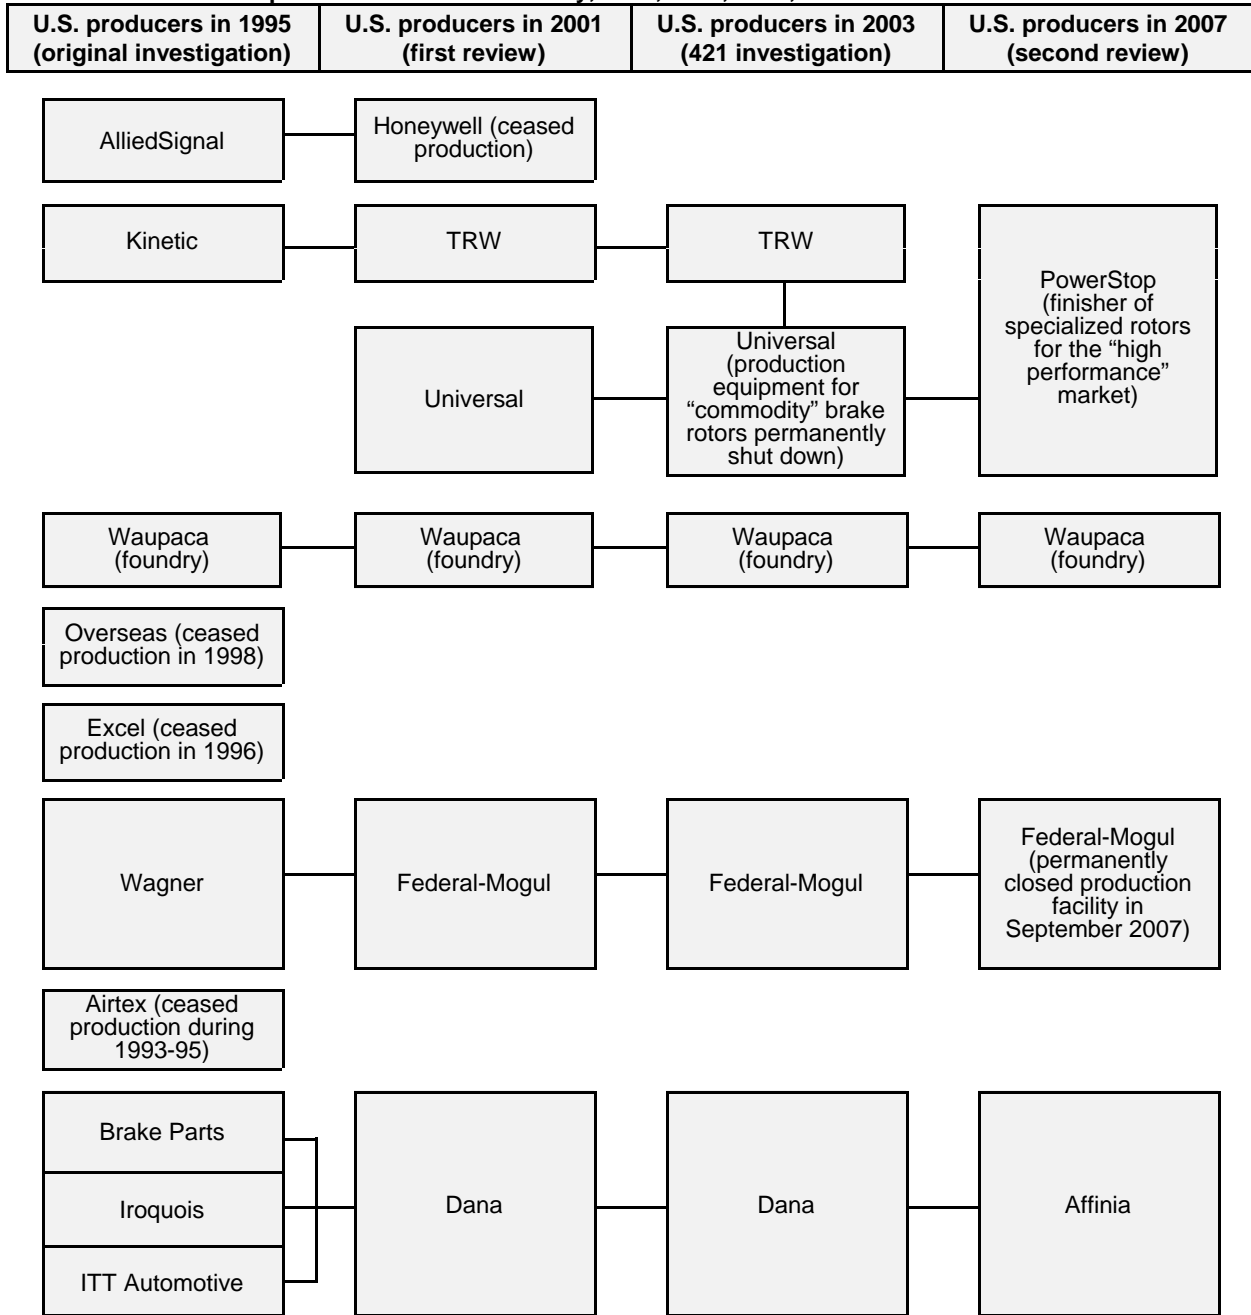 U.S. producers in 1995
(original investigation)
U.S. producers in 2001
(first review)
U.S. producers in 2003
(421 investigation)
U.S. producers in 2007
(second review)
AlliedSignal
Honeywell (ceased
production)
Kinetic
TRW
TRW
PowerStop
(finisher of
specialized rotors
for the “high
performance”
market)
Universal
Universal
(production
equipment for
“commodity” brake
rotors permanently
shut down)
Waupaca
(foundry)
Waupaca
(foundry)
Waupaca
(foundry)
Waupaca
(foundry)
Overseas (ceased
production in 1998)
Excel (ceased
production in 1996)
Wagner
Federal-Mogul
Federal-Mogul
Federal-Mogul
(permanently
closed production
facility in
September 2007)
Airtex (ceased
production during
1993-95)
Brake Parts
Iroquois
ITT Automotive
Dana
Dana
Affinia